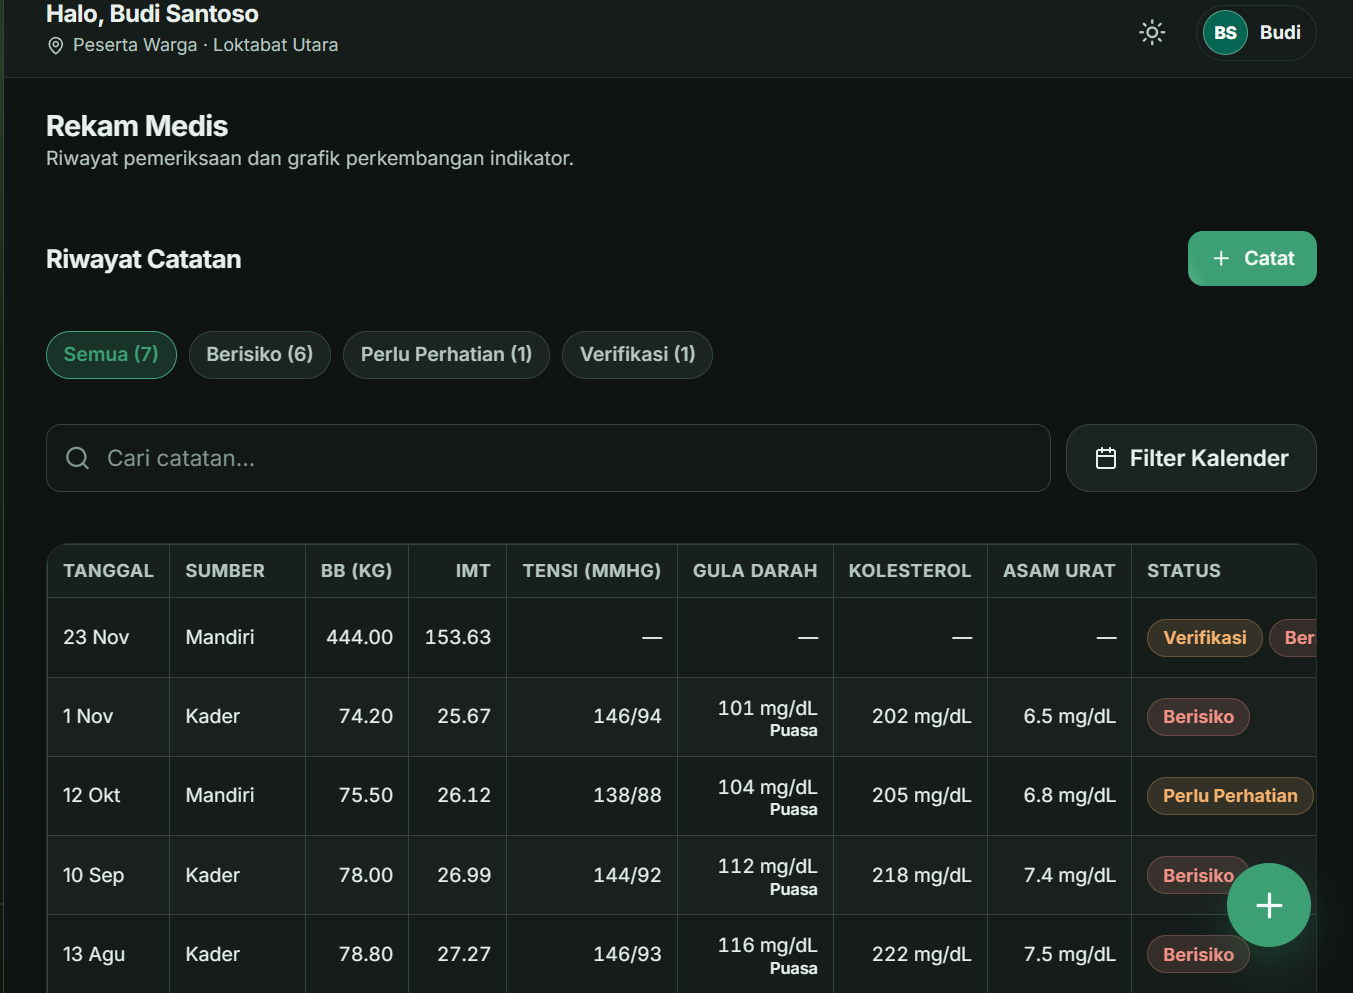 Halo, Budi Santoso
Peserta Warga · Loktabat Utara
BS Budi
Rekam Medis
Riwayat pemeriksaan dan grafik perkembangan indikator.
Riwayat Catatan
+ Catat
Semua (7) Berisiko (6) Perlu Perhatian (1) Verifikasi (1)
Cari catatan... Filter Kalender
TANGGAL SUMBER BB (KG) IMT TENSI (MMHG) GULA DARAH KOLESTEROL ASAM URAT STATUS
23 Nov Mandiri 444.00 153.63 — — — — Verifikasi Ber
1 Nov Kader 74.20 25.67 146/94 101 mg/dL Puasa 202 mg/dL 6.5 mg/dL Berisiko
12 Okt Mandiri 75.50 26.12 138/88 104 mg/dL Puasa 205 mg/dL 6.8 mg/dL Perlu Perhatian
10 Sep Kader 78.00 26.99 144/92 112 mg/dL Puasa 218 mg/dL 7.4 mg/dL Berisiko
13 Agu Kader 78.80 27.27 146/93 116 mg/dL Puasa 222 mg/dL 7.5 mg/dL Berisiko
+